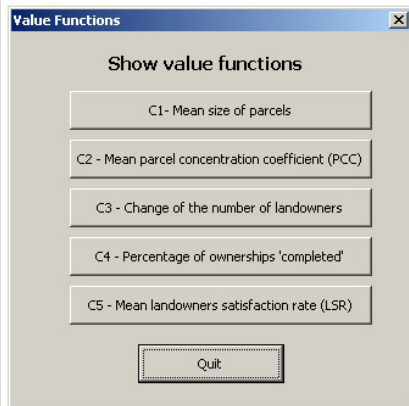 Value Functions
Show value functions
C1- Mean size of parcels
C2 - Mean parcel concentration coefficient (PCC)
C3 - Change of the number of landowners
C4 - Percentage of ownerships 'completed'
C5 - Mean landowners satisfaction rate (LSR)
Quit